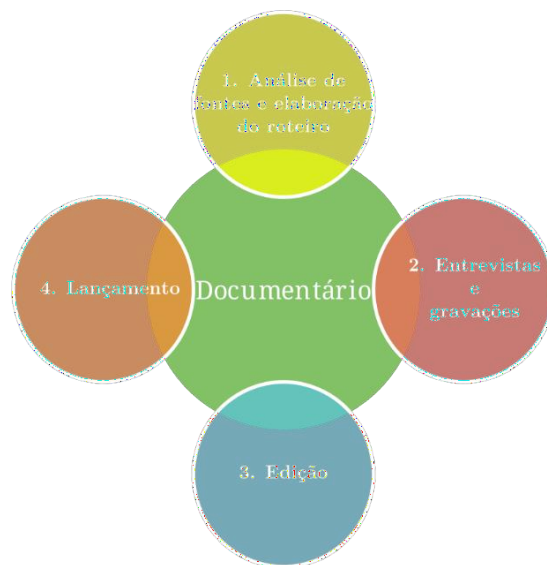 1. Análise de
fontes e elaboração
do roteiro
2. Entrevistas
e
gravações
3. Edição
4. Lançamento
Documentário